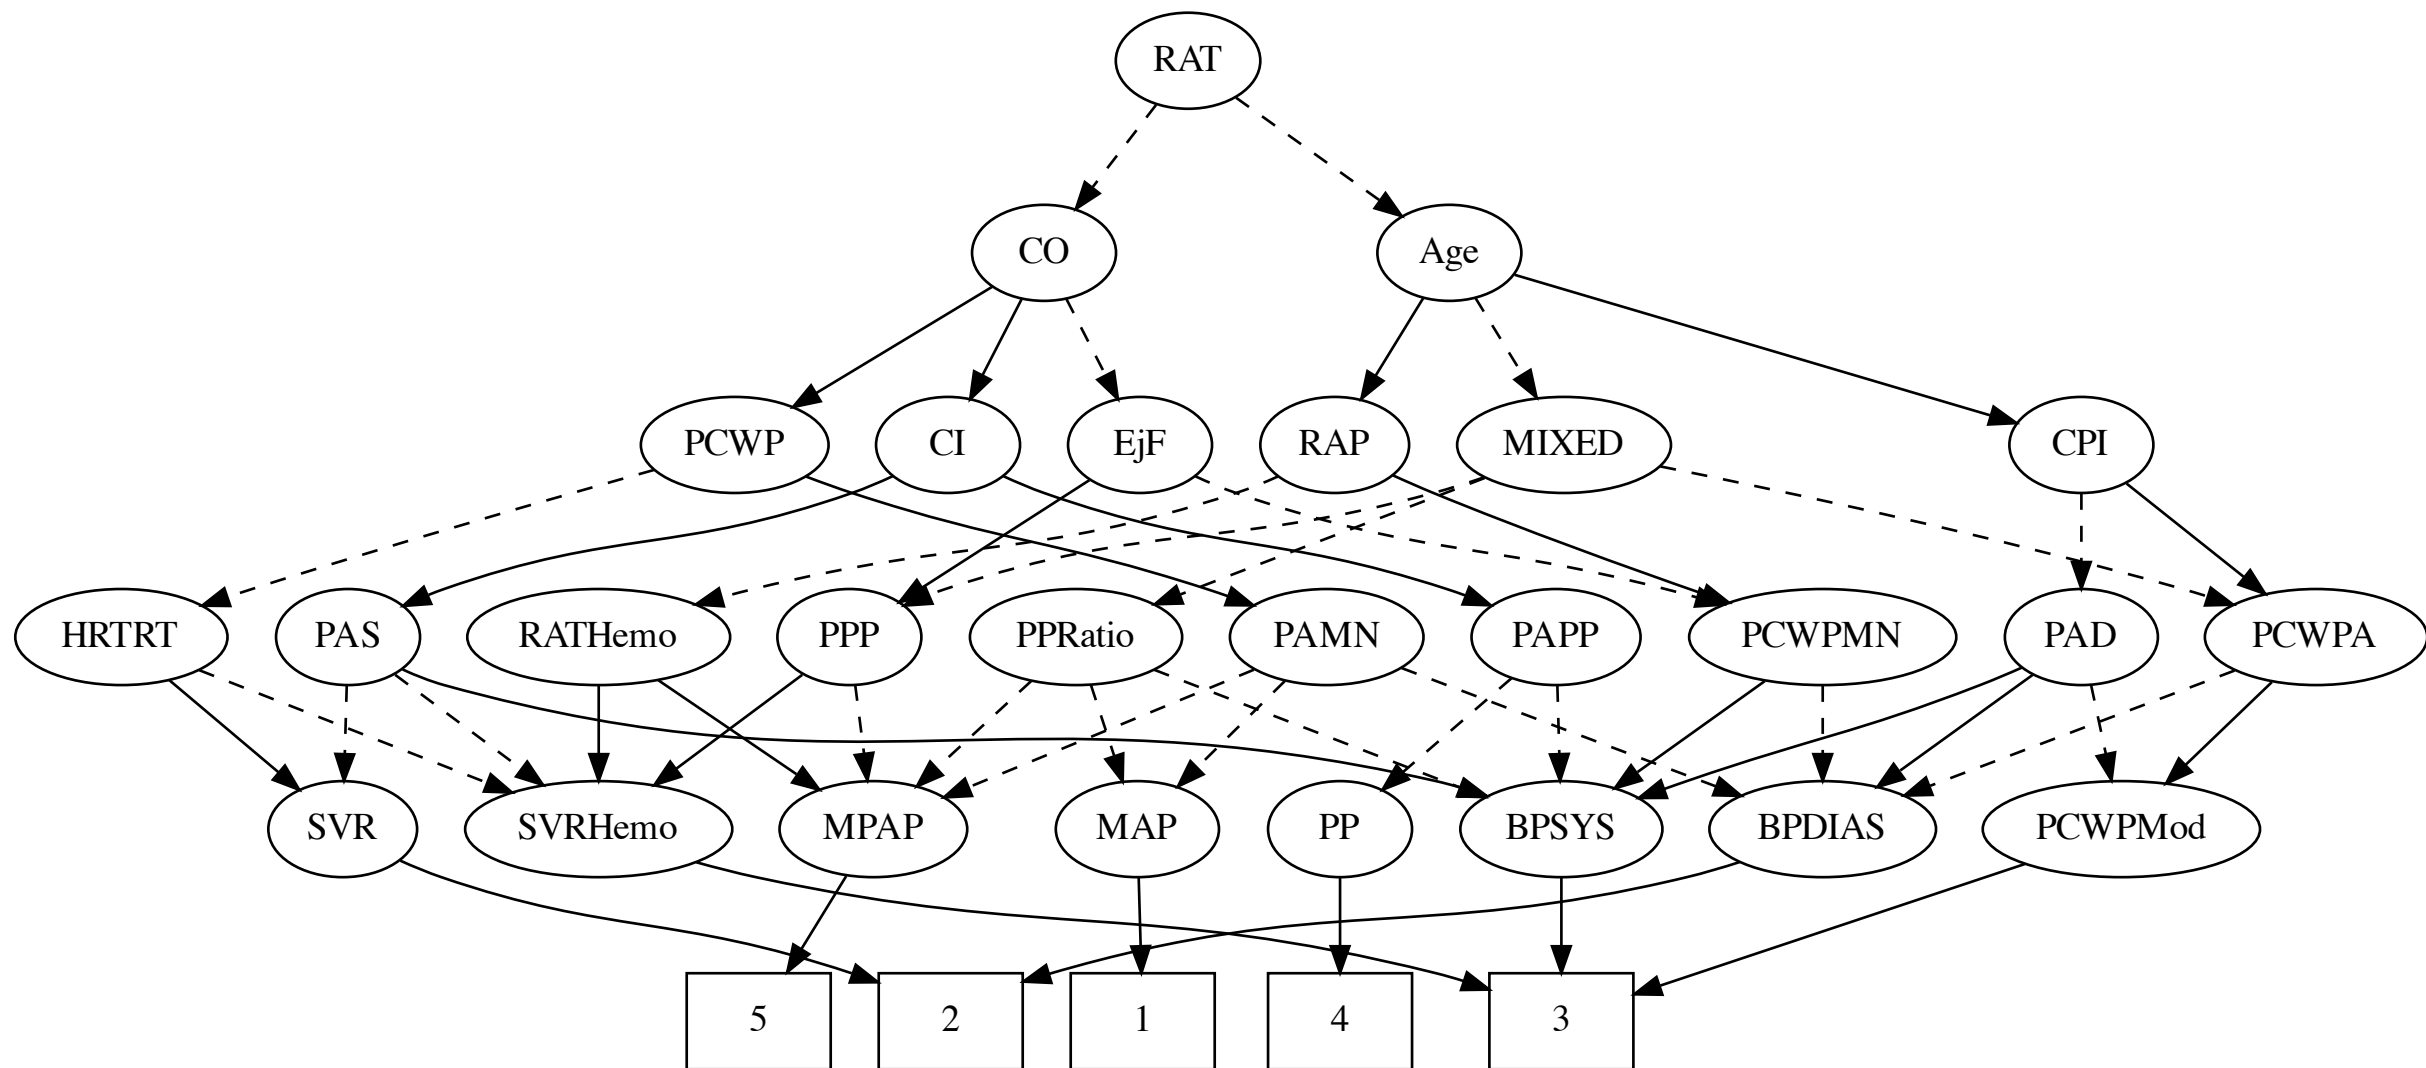 RAT
CO
Age
PCWP
CI
EjF
RAP
MIXED
CPI
HRTRT
PAS
RATHemo
PPP
PPRatio
PAMN
PAPP
PCWPMN
PAD
PCWPA
SVR
SVRHemo
MPAP
MAP
PP
BPSYS
BPDIAS
PCWPMod
5
2
1
4
3